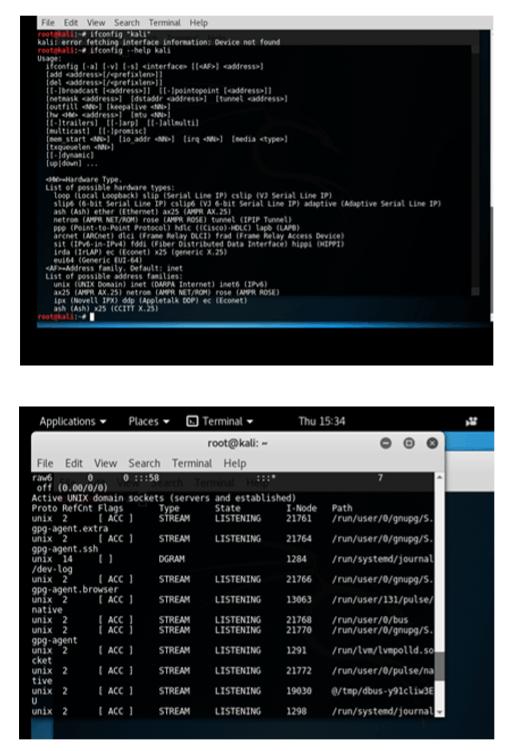 File Edit View Search Terminal Help
root@kali:~# ifconfig "kali"
kali: error fetching interface information: Device not found
root@kali:~# ifconfig --help kali
Usage:
ifconfig [-a] [-v] [-s] <interface> [[<AF>] <address>]
[add <address>[/<prefixlen>]]
[del <address>[/<prefixlen>]]
[[-]broadcast [<address>]] [[-]pointopoint [<address>]]
[netmask <address>] [dstaddr <address>] [tunnel <address>]
[outfill <NN>] [keepalive <NN>]
[hw <HW> <address>] [mtu <NN>]
[[-]trailers] [[-]arp] [[-]allmulti]
[multicast] [[-]promisc]
[mem_start <NN>] [io_addr <NN>] [irq <NN>] [media <type>]
[txqueuelen <NN>]
[[-]dynamic]
[up|down] ...
<HW>=Hardware Type.
List of possible hardware types:
loop (Local Loopback) slip (Serial Line IP) cslip (VJ Serial Line IP)
slip6 (6-bit Serial Line IP) cslip6 (VJ 6-bit Serial Line IP) adaptive (Adaptive Serial Line IP)
ash (Ash) ether (Ethernet) ax25 (AMPR AX.25)
netrom (AMPR NET/ROM) rose (AMPR ROSE) tunnel (IPIP Tunnel)
ppp (Point-to-Point Protocol) hdlc ((Cisco)-HDLC) lapb (LAPB)
arcnet (ARCnet) dlci (Frame Relay DLCI) frad (Frame Relay Access Device)
sit (IPv6-in-IPv4) fddi (Fiber Distributed Data Interface) hippi (HIPPI)
irda (IrLAP) ec (Econet) x25 (generic X.25)
eui64 (Generic EUI-64)
<AF>=Address family. Default: inet
List of possible address families:
unix (UNIX Domain) inet (DARPA Internet) inet6 (IPv6)
ax25 (AMPR AX.25) netrom (AMPR NET/ROM) rose (AMPR ROSE)
ipx (Novell IPX) ddp (Appletalk DDP) ec (Econet)
ash (Ash) x25 (CCITT X.25)
root@kali:~#
Applications Places Terminal Thu 15:34
root@kali: ~
File Edit View Search Terminal Help
raw6 0 0 :::58 :::* 7
off (0.00/0/0)
Active UNIX domain sockets (servers and established)
Proto RefCnt Flags Type State I-Node Path
unix 2 [ ACC ] STREAM LISTENING 21761 /run/user/0/gnupg/S.
gpg-agent.extra
unix 2 [ ACC ] STREAM LISTENING 21764 /run/user/0/gnupg/S.
gpg-agent.ssh
unix 14 [ ] DGRAM 1284 /run/systemd/journal
/dev-log
unix 2 [ ACC ] STREAM LISTENING 21766 /run/user/0/gnupg/S.
gpg-agent.browser
unix 2 [ ACC ] STREAM LISTENING 13063 /run/user/131/pulse/
native
unix 2 [ ACC ] STREAM LISTENING 21768 /run/user/0/bus
unix 2 [ ACC ] STREAM LISTENING 21770 /run/user/0/gnupg/S.
gpg-agent
unix 2 [ ACC ] STREAM LISTENING 1291 /run/lvm/lvmpolld.so
cket
unix 2 [ ACC ] STREAM LISTENING 21772 /run/user/0/pulse/na
tive
unix 2 [ ACC ] STREAM LISTENING 19030 @/tmp/dbus-y91cliw3E
U
unix 2 [ ACC ] STREAM LISTENING 1298 /run/systemd/journal